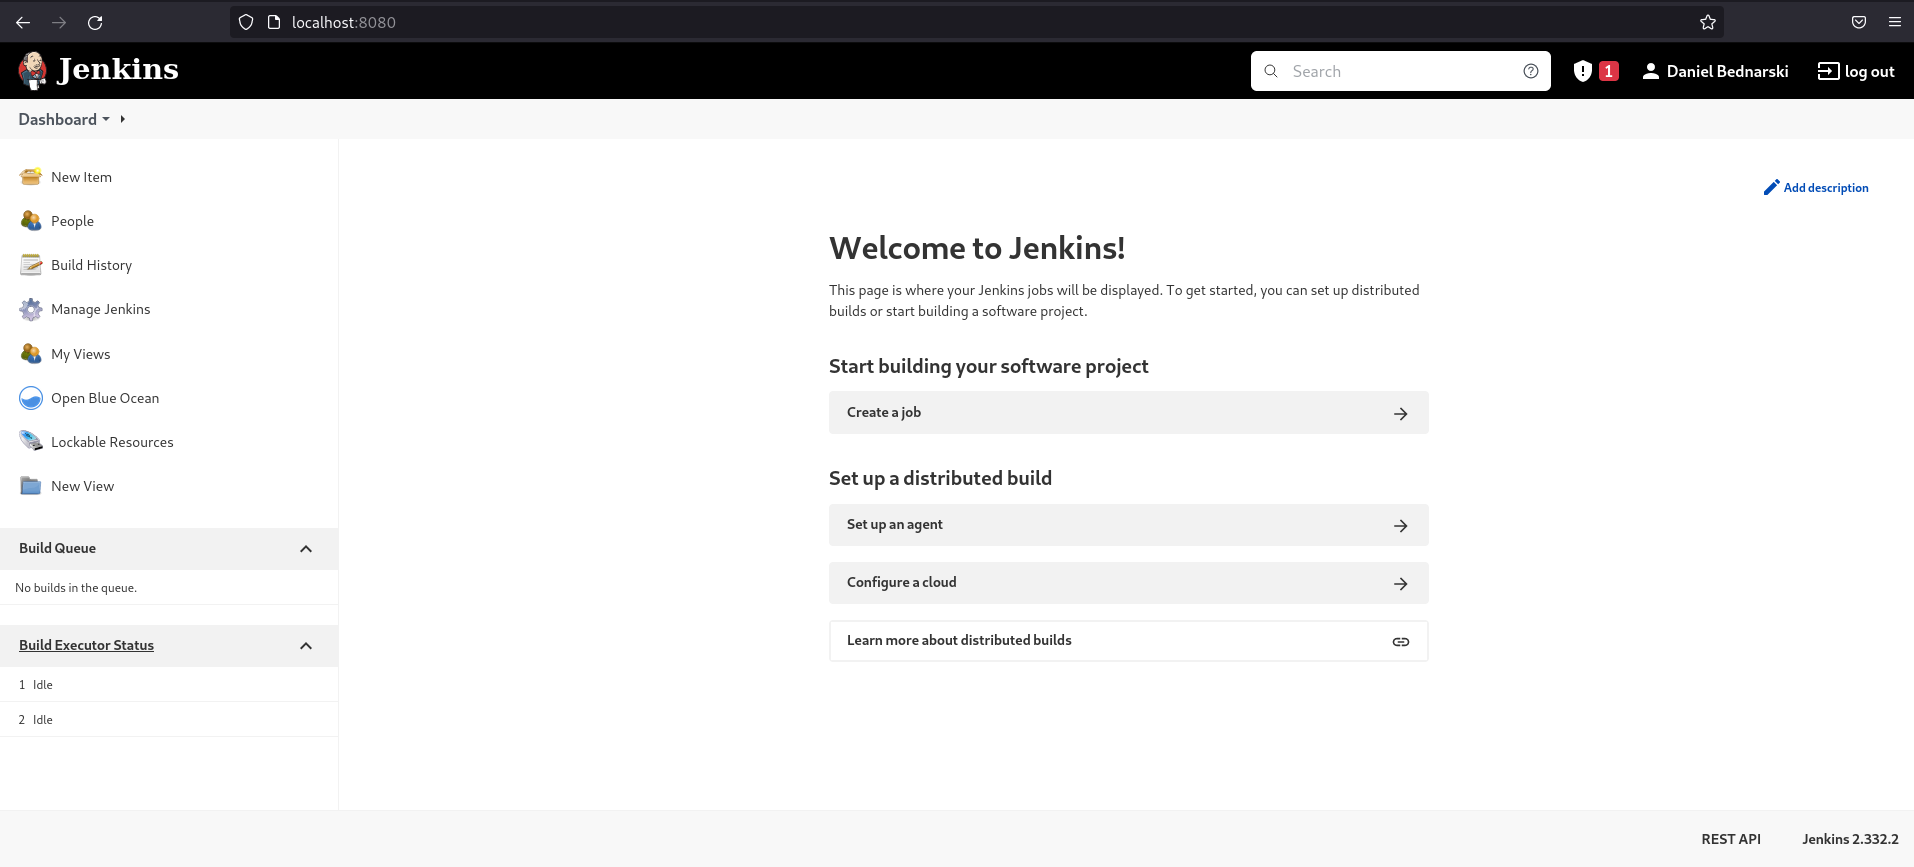 localhost:8080
Jenkins
Search
1
Daniel Bednarski
log out
Dashboard
New Item
People
Build History
Manage Jenkins
My Views
Open Blue Ocean
Lockable Resources
New View
Build Queue
No builds in the queue.
Build Executor Status
1 Idle
2 Idle
Add description
Welcome to Jenkins!
This page is where your Jenkins jobs will be displayed. To get started, you can set up distributed
builds or start building a software project.
Start building your software project
Create a job
Set up a distributed build
Set up an agent
Configure a cloud
Learn more about distributed builds
REST API
Jenkins 2.332.2